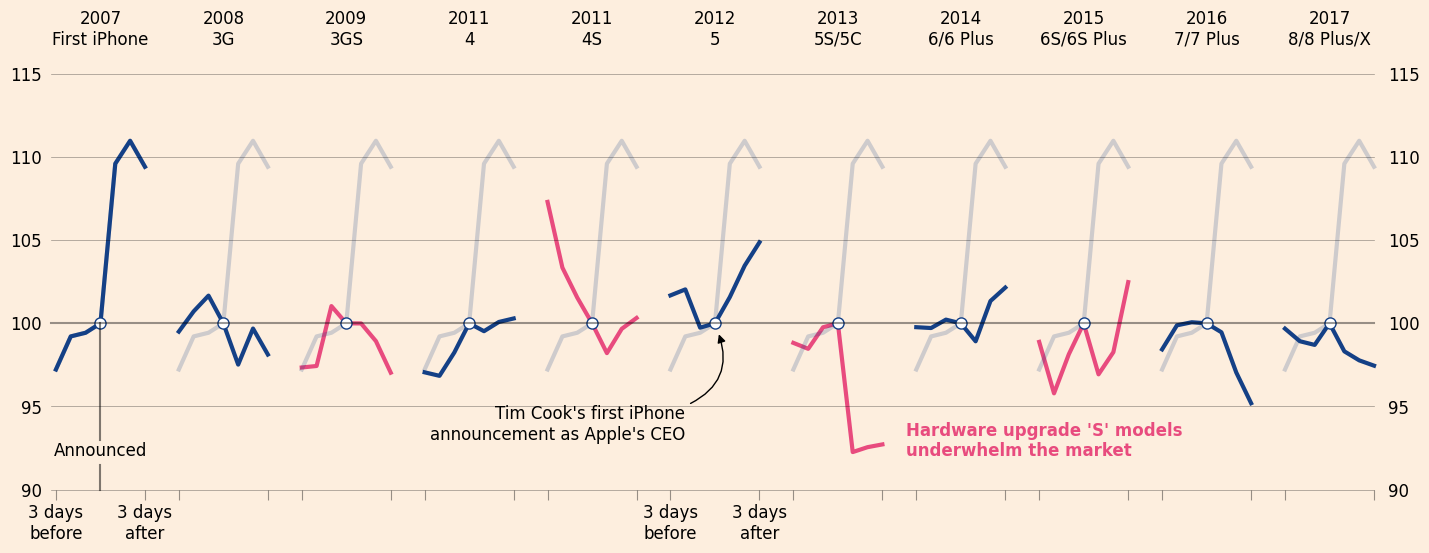 2007 2008 2009 2011 2011 2012 2013 2014 2015 2016 2017
First iPhone 3G 3GS 4 4S 5 5S/5C 6/6 Plus 6S/6S Plus 7/7 Plus 8/8 Plus/X
115 115
110 110
105 105
100 100
95 95
Tim Cook's first iPhone
announcement as Apple's CEO
Hardware upgrade 'S' models
underwhelm the market
Announced
90 90
3 days 3 days 3 days 3 days
before after before after